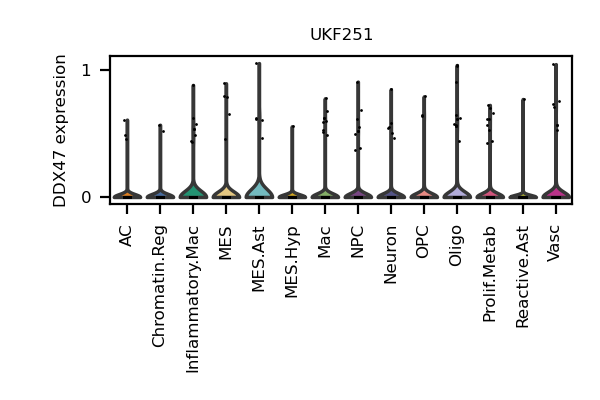 UKF251
DDX47 expression
1
0
AC
Chromatin.Reg
Inflammatory.Mac
MES
MES.Ast
MES.Hyp
Mac
NPC
Neuron
OPC
Oligo
Prolif.Metab
Reactive.Ast
Vasc